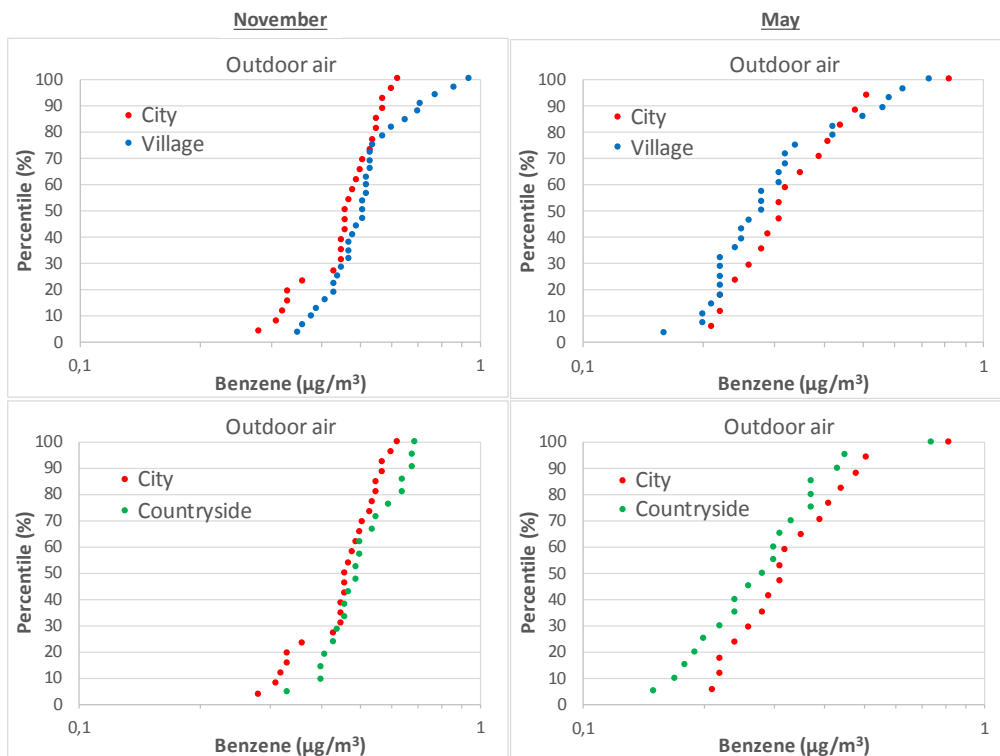 November
May
Outdoor air
City
Village
Percentile (%)
100
90
80
70
60
50
40
30
20
10
0
0,1
1
Benzene (µg/m³)
Outdoor air
City
Village
Percentile (%)
100
90
80
70
60
50
40
30
20
10
0
0,1
1
Benzene (µg/m³)
Outdoor air
City
Countryside
Percentile (%)
100
90
80
70
60
50
40
30
20
10
0
0,1
1
Benzene (µg/m³)
Outdoor air
City
Countryside
Percentile (%)
100
90
80
70
60
50
40
30
20
10
0
0,1
1
Benzene (µg/m³)